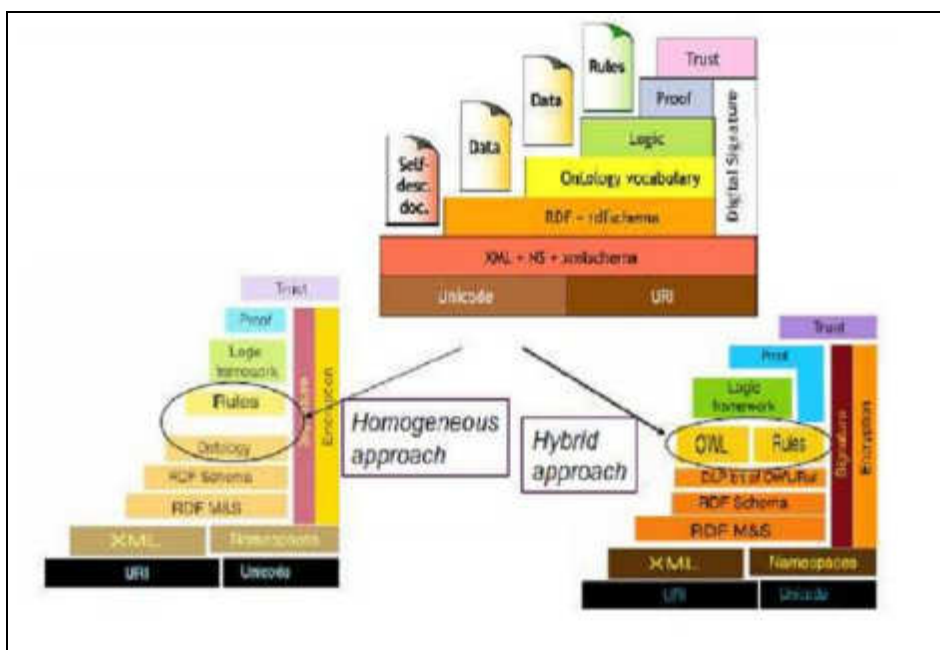 Rules
Trust
Data
Proof
Data
Logic
Digital Signature
Self-
desc.
doc.
Ontology vocabulary
RDF + rdfschema
XML + NS + xmlschema
Unicode
URI
Trust
Proof
Logic
framework
Rules
Encryption
Ontology
RDF Schema
RDF M&S
XML
Namespaces
URI
Unicode
Homogeneous
approach
Hybrid
approach
Trust
Proof
Logic
framework
OWL
Rules
Signature
Encryption
RDF Schema
RDF M&S
XML
Namespaces
URI
Unicode